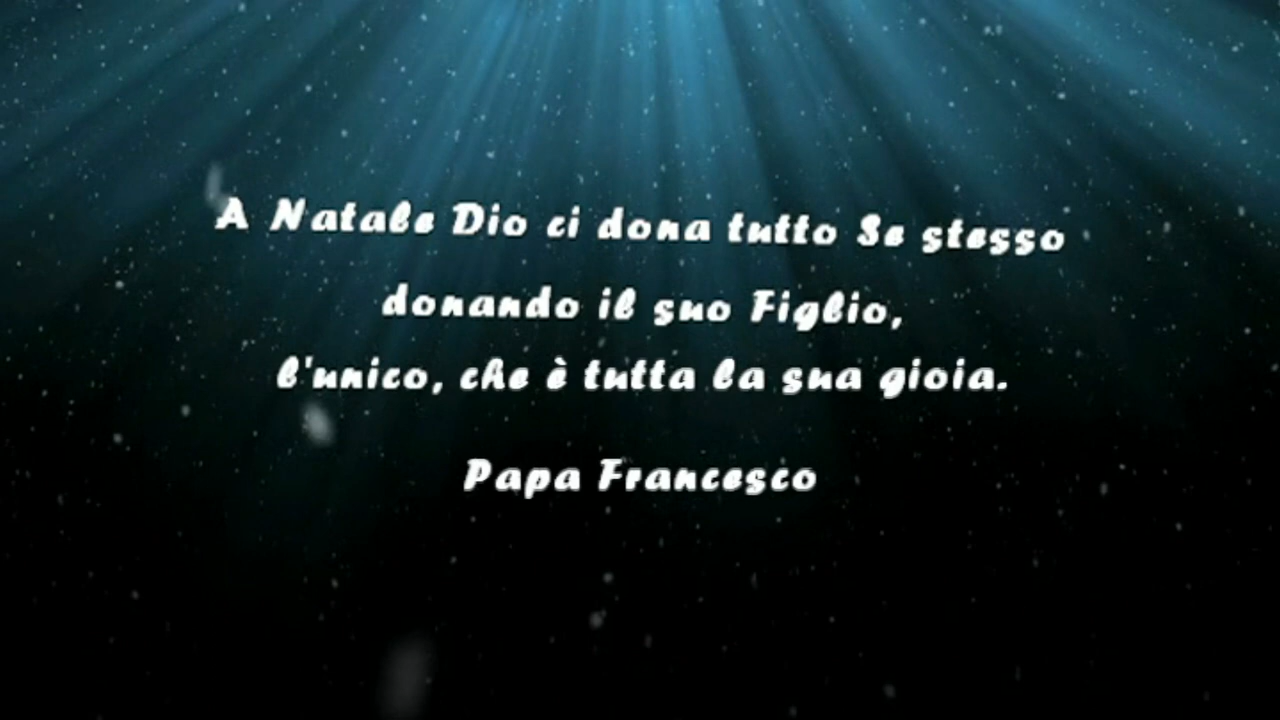 A Natale Dio ci dona tutto Se stesso
donando il suo Figlio,
l'unico, che è tutta la sua gioia.
Papa Francesco